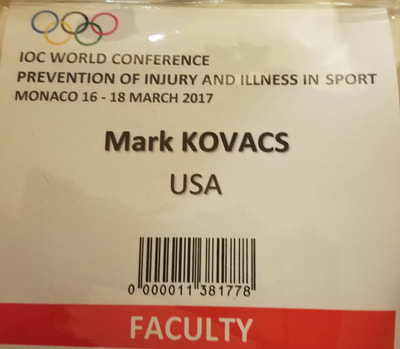 IOC WORLD CONFERENCE
PREVENTION OF INJURY AND ILLNESS IN SPORT
MONACO 16 - 18 MARCH 2017
Mark KOVACS
USA
0 000011 381778
FACULTY